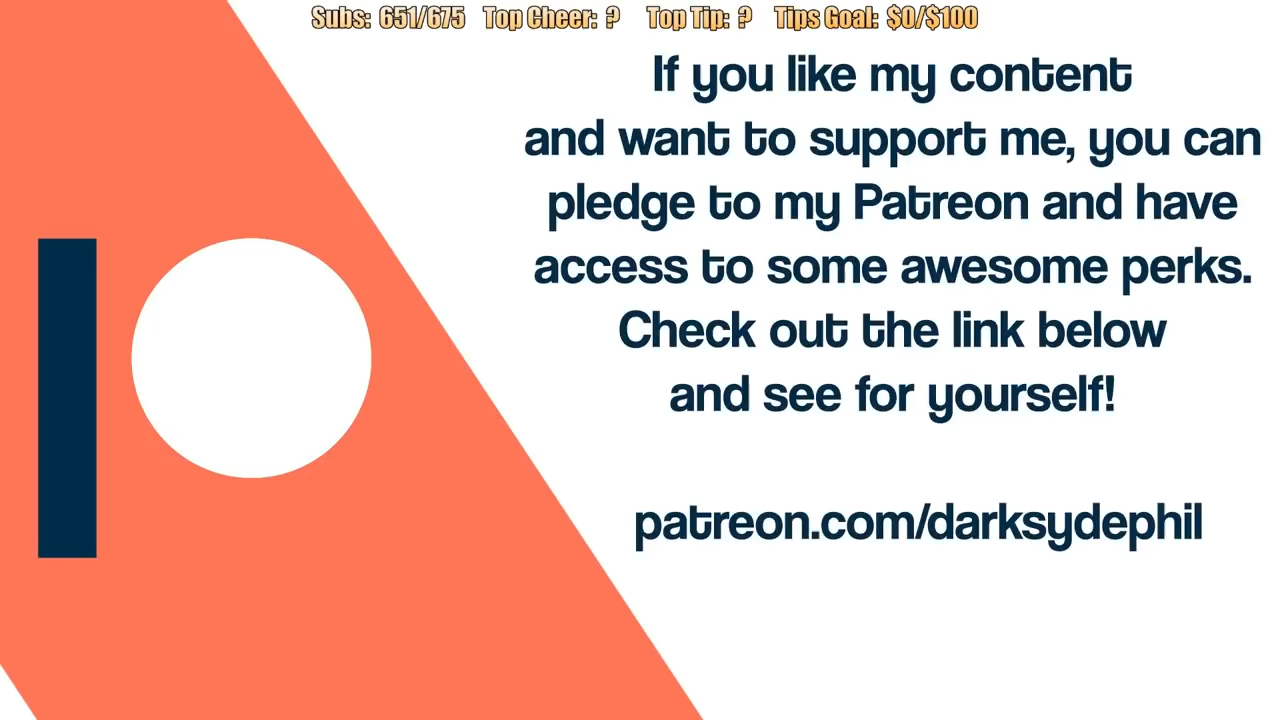 Subs: 651/675 Top Cheer: ? Top Tip: ? Tips Goal: $0/$100
If you like my content
and want to support me, you can
pledge to my Patreon and have
access to some awesome perks.
Check out the link below
and see for yourself!
patreon.com/darksydephil